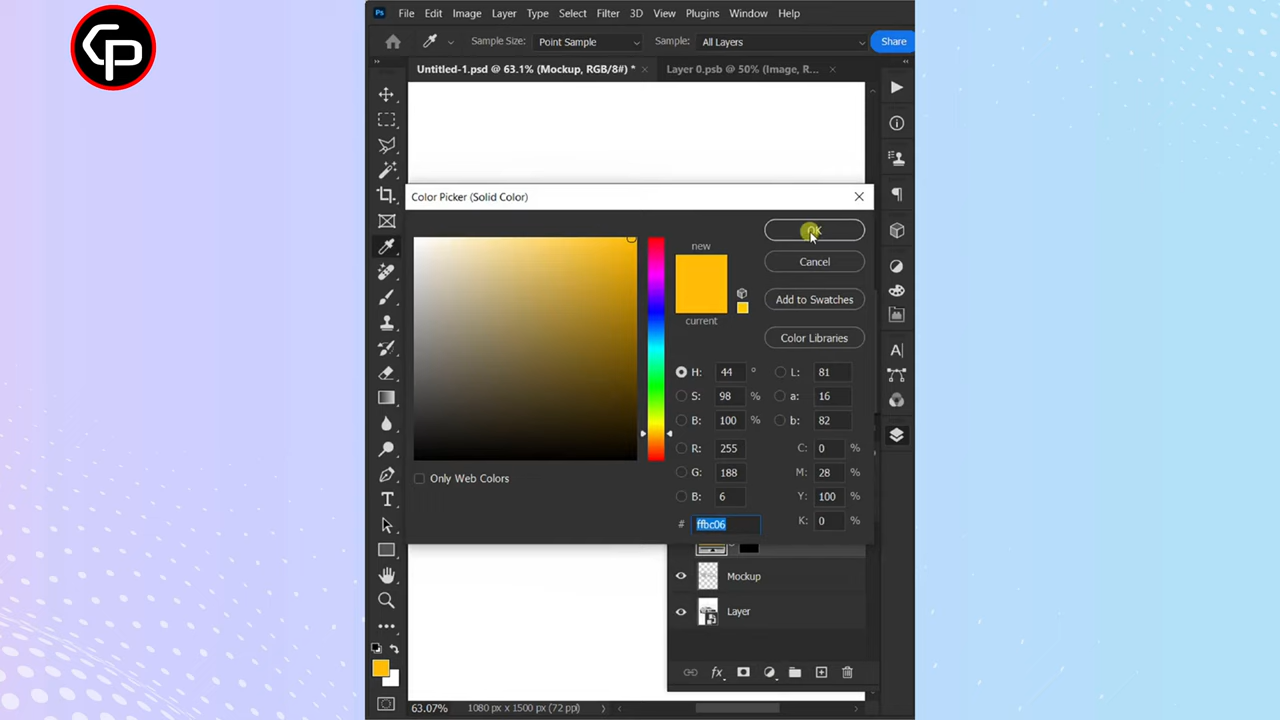 CP
Ps File Edit Image Layer Type Select Filter 3D View Plugins Window Help
Sample Size: Point Sample Sample: All Layers Share
Untitled-1.psd @ 63.1% (Mockup, RGB/8#) * × Layer 0.psb @ 50% (Image, R... ×
Color Picker (Solid Color)
OK
new
Cancel
Add to Swatches
current
Color Libraries
H: 44 ° L: 81
S: 98 % a: 16
B: 100 % b: 82
R: 255 C: 0 %
Only Web Colors
G: 188 M: 28 %
B: 6 Y: 100 %
# ffbc06 K: 0 %
Mockup
Layer
fx
63.07% 1080 px x 1500 px (72 ppi)